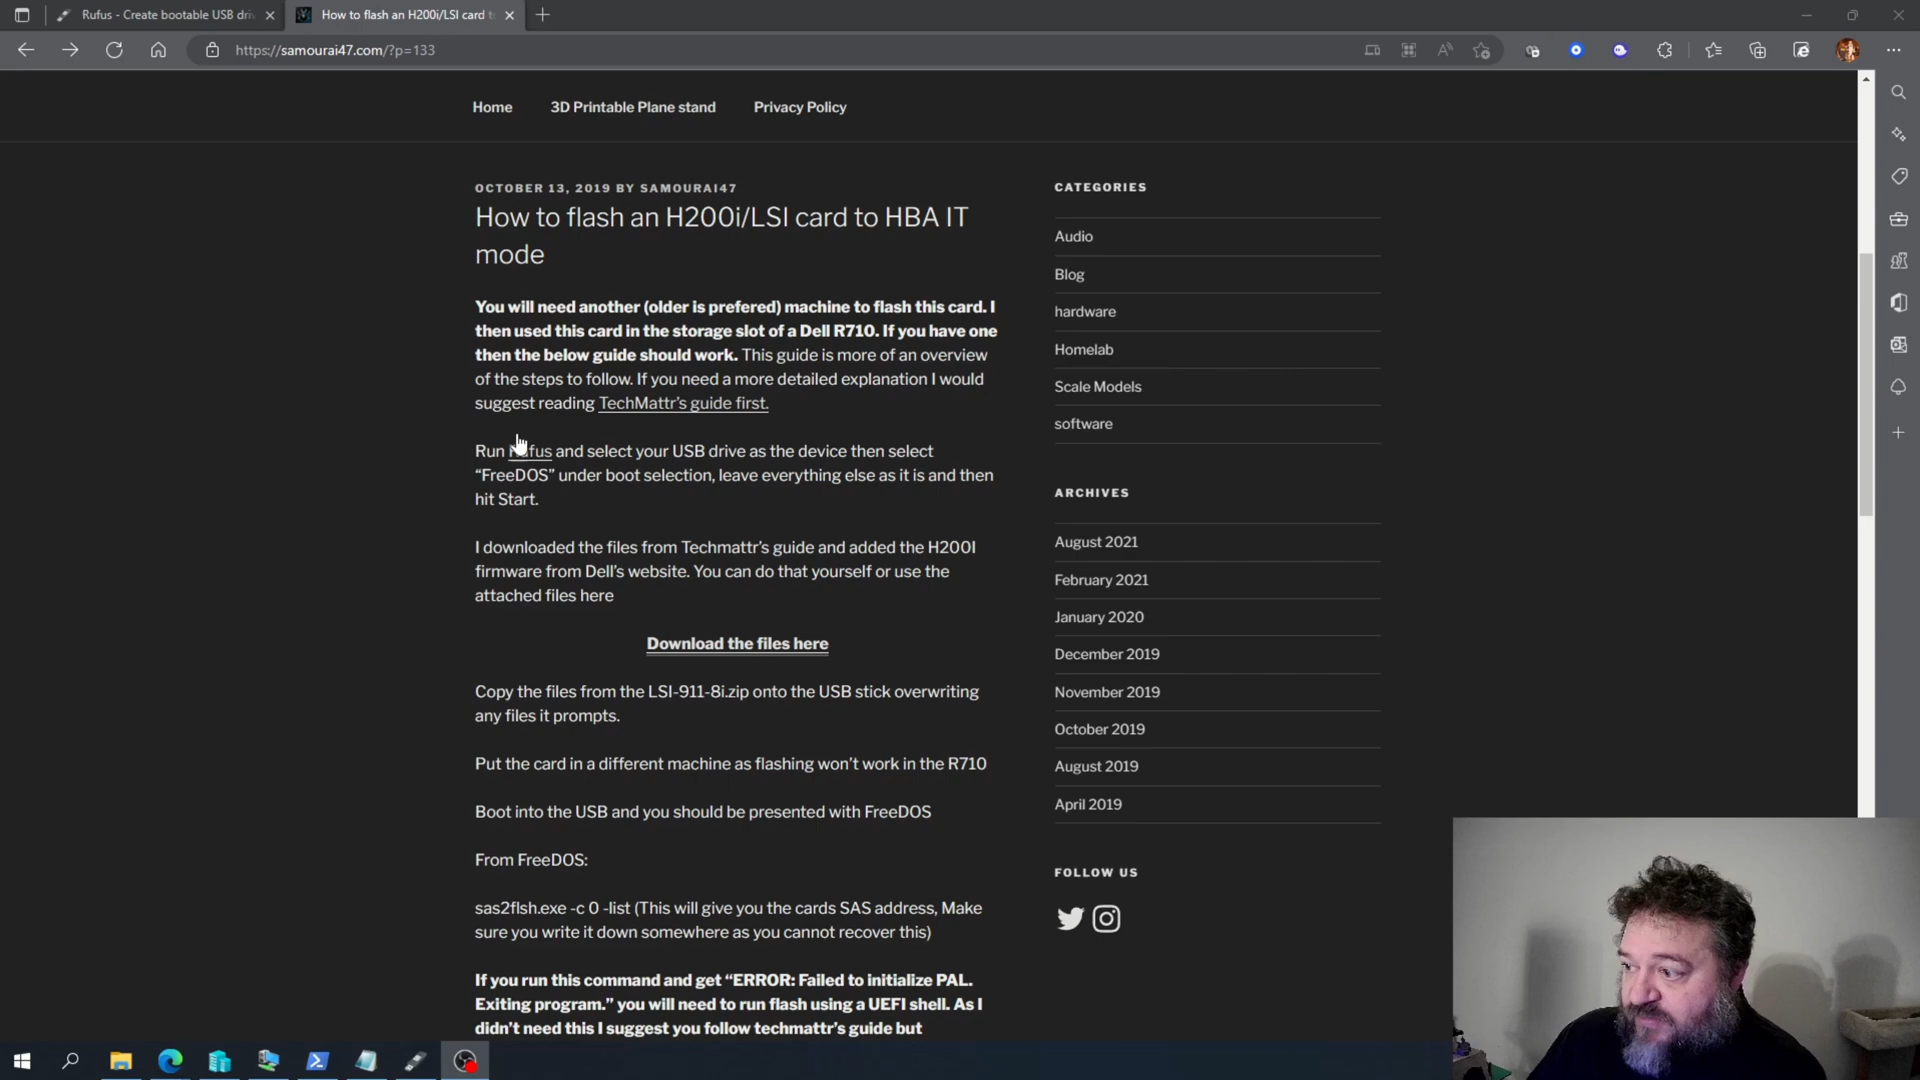 Rufus - Create bootable USB driv
How to flash an H200i/LSI card to
https://samourai47.com/?p=133
Home
3D Printable Plane stand
Privacy Policy
OCTOBER 13, 2019 BY SAMOURAI47
How to flash an H200i/LSI card to HBA IT
mode
You will need another (older is prefered) machine to flash this card. I
then used this card in the storage slot of a Dell R710. If you have one
then the below guide should work. This guide is more of an overview
of the steps to follow. If you need a more detailed explanation I would
suggest reading TechMattr's guide first.
Run Rufus and select your USB drive as the device then select
“FreeDOS” under boot selection, leave everything else as it is and then
hit Start.
I downloaded the files from Techmattr's guide and added the H200I
firmware from Dell's website. You can do that yourself or use the
attached files here
Download the files here
Copy the files from the LSI-911-8i.zip onto the USB stick overwriting
any files it prompts.
Put the card in a different machine as flashing won't work in the R710
Boot into the USB and you should be presented with FreeDOS
From FreeDOS:
sas2flsh.exe -c 0 -list (This will give you the cards SAS address, Make
sure you write it down somewhere as you cannot recover this)
If you run this command and get “ERROR: Failed to initialize PAL.
Exiting program.” you will need to run flash using a UEFI shell. As I
didn't need this I suggest you follow techmattr's guide but
CATEGORIES
Audio
Blog
hardware
Homelab
Scale Models
software
ARCHIVES
August 2021
February 2021
January 2020
December 2019
November 2019
October 2019
August 2019
April 2019
FOLLOW US